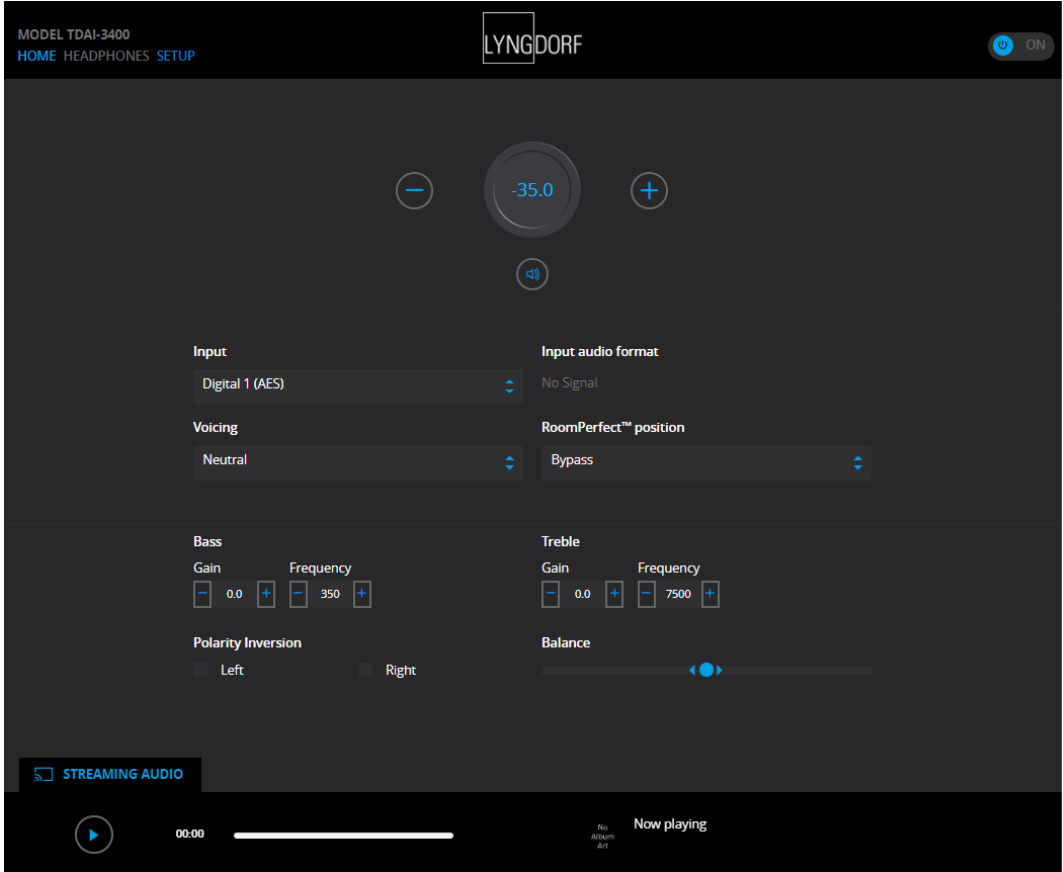 MODEL TDAI-3400
HOME HEADPHONES SETUP
LYNGDORF
ON
-35.0
Input
Input audio format
Digital 1 (AES)
No Signal
Voicing
RoomPerfect™ position
Neutral
Bypass
Bass
Treble
Gain Frequency
Gain Frequency
− 0.0 + − 350 +
− 0.0 + − 7500 +
Polarity Inversion
Balance
Left Right
STREAMING AUDIO
00:00
No
Album
Art
Now playing